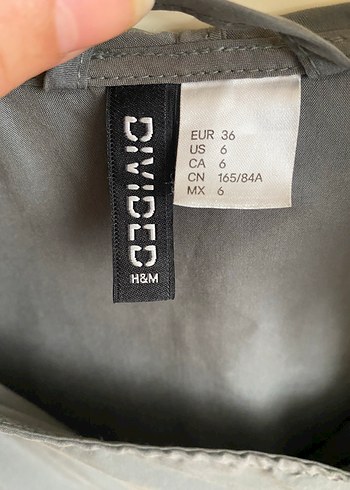 DIVIDED
H&M
EUR 36
US 6
CA 6
CN 165/84A
MX 6